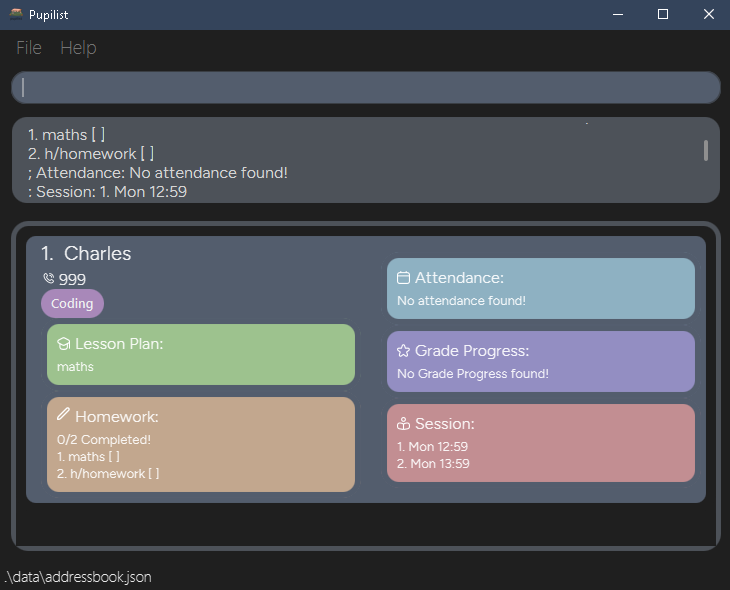 Pupilist
File Help
1. maths [ ]
2. h/homework [ ]
; Attendance: No attendance found!
: Session: 1. Mon 12:59
1. Charles
999
Coding
Lesson Plan:
maths
Homework:
0/2 Completed!
1. maths [ ]
2. h/homework [ ]
Attendance:
No attendance found!
Grade Progress:
No Grade Progress found!
Session:
1. Mon 12:59
2. Mon 13:59
.\data\addressbook.json